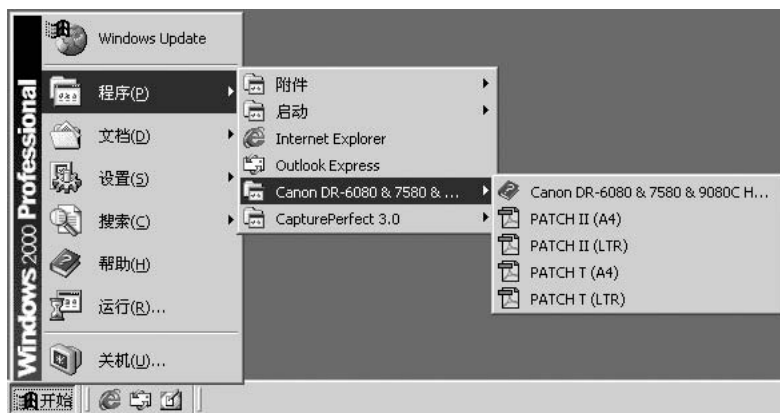 Windows 2000 Professional
Windows Update
程序(P)
文档(D)
设置(S)
搜索(C)
帮助(H)
运行(R)...
关机(U)...
附件
启动
Internet Explorer
Outlook Express
Canon DR-6080 & 7580 & ...
CapturePerfect 3.0
Canon DR-6080 & 7580 & 9080C H...
PATCH II (A4)
PATCH II (LTR)
PATCH T (A4)
PATCH T (LTR)
开始